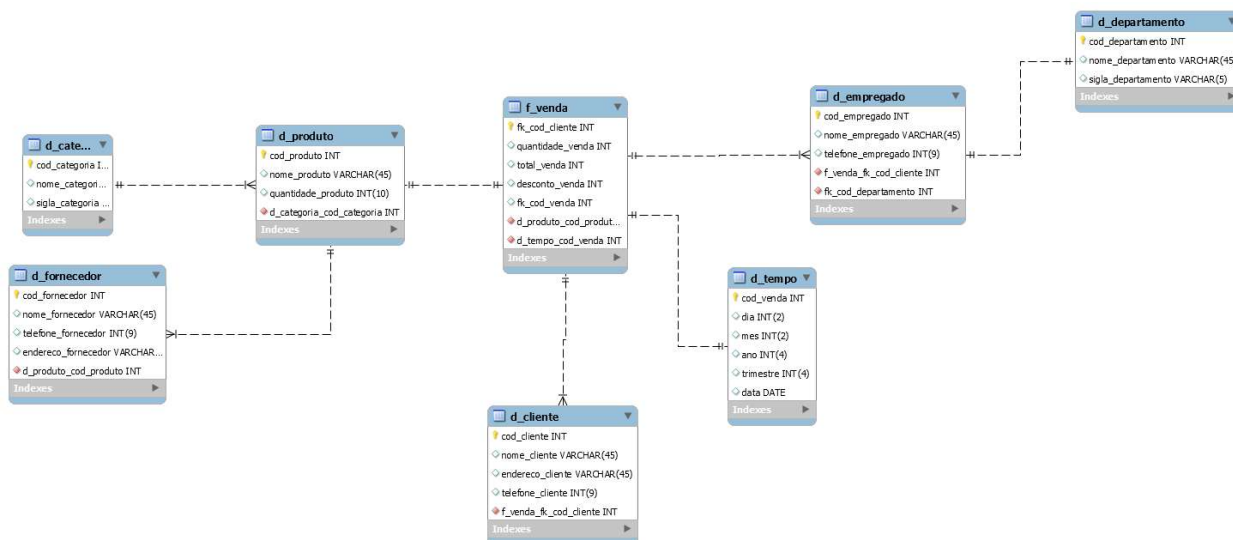 d_departamento
cod_departamento INT
nome_departamento VARCHAR(45
sigla_departamento VARCHAR(5)
Indexes
d_empregado
cod_empregado INT
nome_empregado VARCHAR(45)
telefone_empregado INT(9)
f_venda_fk_cod_cliente INT
fk_cod_departamento INT
Indexes
f_venda
fk_cod_cliente INT
quantidade_venda INT
total_venda INT
desconto_venda INT
fk_cod_venda INT
d_produto_cod_produt...
d_tempo_cod_venda INT
Indexes
d_produto
cod_produto INT
nome_produto VARCHAR(45)
quantidade_produto INT(10)
d_categoria_cod_categoria INT
Indexes
d_cate...
cod_categoria I...
nome_categori...
sigla_categoria ...
Indexes
d_fornecedor
cod_fornecedor INT
nome_fornecedor VARCHAR(45)
telefone_fornecedor INT(9)
endereco_fornecedor VARCHAR...
d_produto_cod_produto INT
Indexes
d_tempo
cod_venda INT
dia INT(2)
mes INT(2)
ano INT(4)
trimestre INT(4)
data DATE
Indexes
d_cliente
cod_cliente INT
nome_cliente VARCHAR(45)
endereco_cliente VARCHAR(45)
telefone_cliente INT(9)
f_venda_fk_cod_cliente INT
Indexes